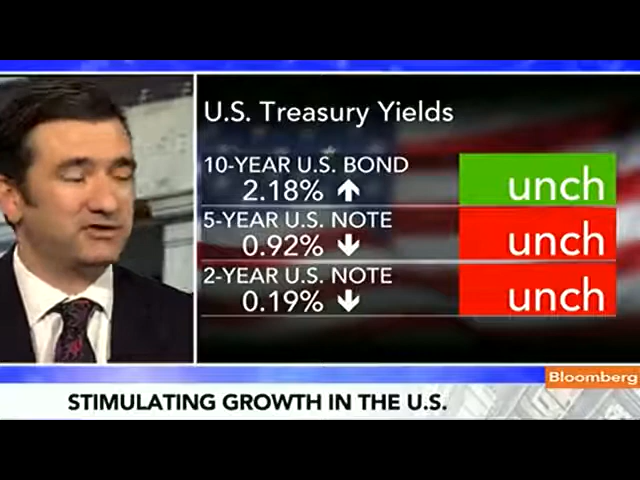 U.S. Treasury Yields
10-YEAR U.S. BOND
2.18% ↑ unch
5-YEAR U.S. NOTE
0.92% ↓ unch
2-YEAR U.S. NOTE
0.19% ↓ unch
Bloomberg
STIMULATING GROWTH IN THE U.S.